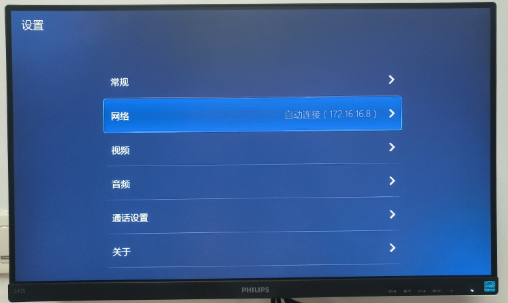 设置
常规
网络 自动连接（172.16.16.8）
视频
音频
通话设置
关于
PHILIPS